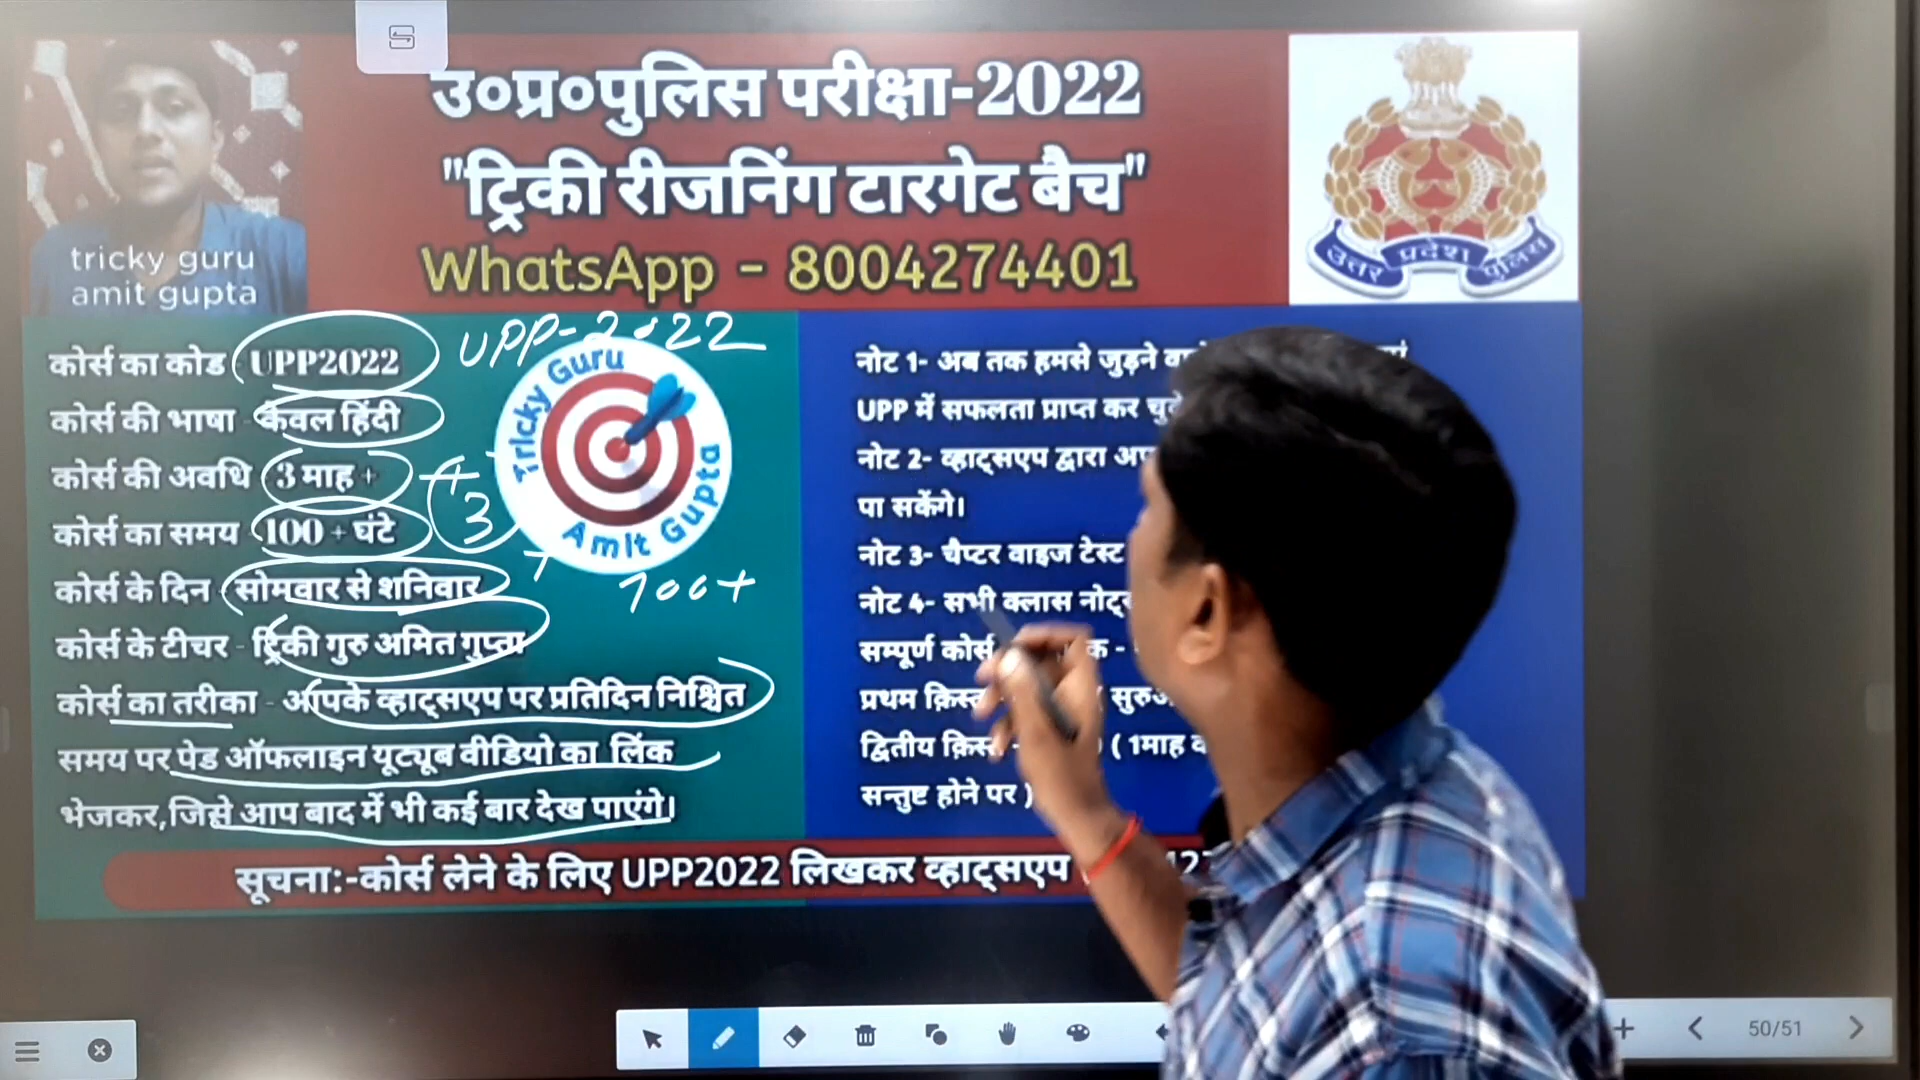 उ०प्र०पुलिस परीक्षा-2022
"ट्रिकी रीजनिंग टारगेट बैच"
WhatsApp - 8004274401
tricky guru
amit gupta
उत्तर प्रदेश पुलिस
कोर्स का कोड UPP2022
UPP-2022
कोर्स की भाषा - केवल हिंदी
कोर्स की अवधि 3 माह +
कोर्स का समय 100 + घंटे
कोर्स के दिन सोमवार से शनिवार
कोर्स के टीचर - ट्रिकी गुरु अमित गुप्ता
कोर्स का तरीका - आपके व्हाट्सएप पर प्रतिदिन निश्चित
समय पर पेड ऑफलाइन यूट्यूब वीडियो का लिंक
भेजकर,जिसे आप बाद में भी कई बार देख पाएंगे।
Tricky Guru
Amit Gupta
3
+
100+
नोट 1- अब तक हमसे जुड़ने
UPP में सफलता प्राप्त कर
नोट 2- व्हाट्सएप द्वारा
पा सकेंगे।
नोट 3- चैप्टर वाइज टेस्ट
नोट 4- सभी क्लास
सम्पूर्ण कोर्स
प्रथम
द्वितीय ( 1माह
सन्तुष्ट होने पर )
सूचना:-कोर्स लेने के लिए UPP2022 लिखकर व्हाट्सएप
50/51